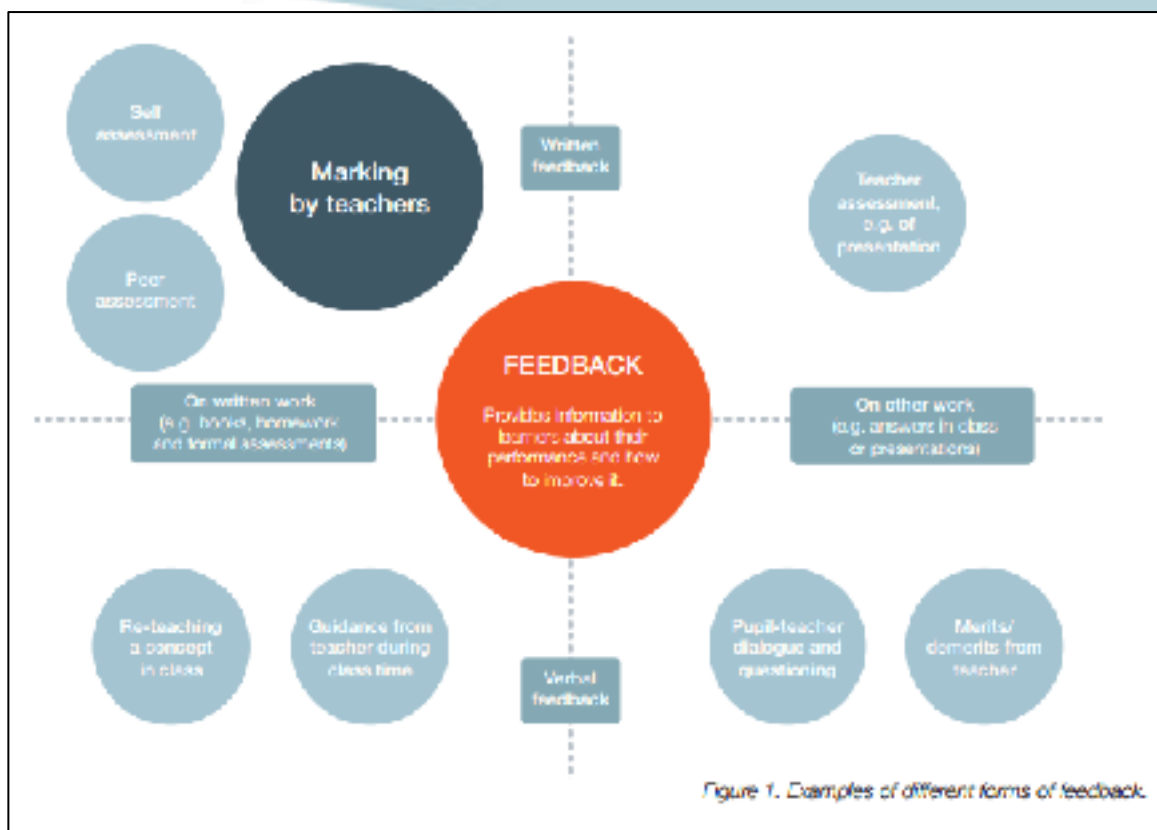 Self
assessment
Marking
by teachers
Written
feedback
Teacher
assessment,
e.g. of
presentation
Peer
assessment
FEEDBACK
Provides information to
learners about their
performance and how
to improve it.
On written work
(e.g. books, homework
and formal assessments)
On other work
(e.g. answers in class
or presentations)
Re-teaching
a concept
in class
Guidance from
teacher during
class time
Verbal
feedback
Pupil-teacher
dialogue and
questioning
Merits/
demerits from
teacher
Figure 1. Examples of different forms of feedback.